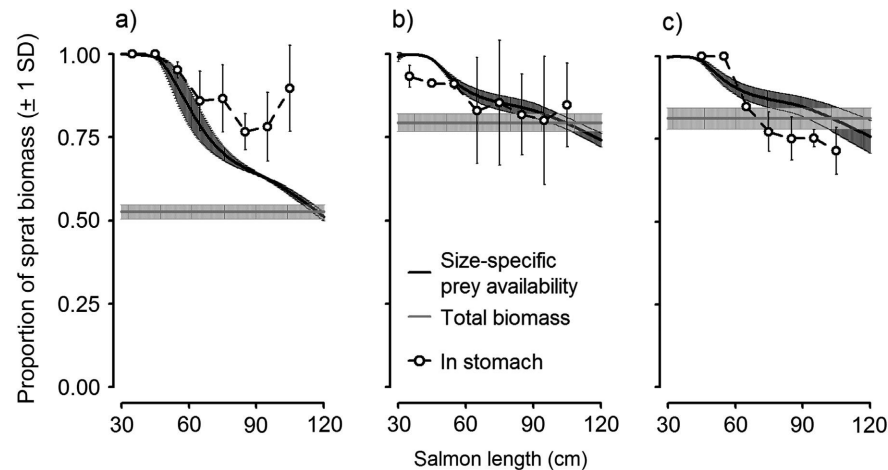 a)
b)
c)
Proportion of sprat biomass (± 1 SD)
1.00
0.75
0.50
0.25
0.00
Size-specific
prey availability
Total biomass
In stomach
30 60 90 120
30 60 90 120
30 60 90 120
Salmon length (cm)